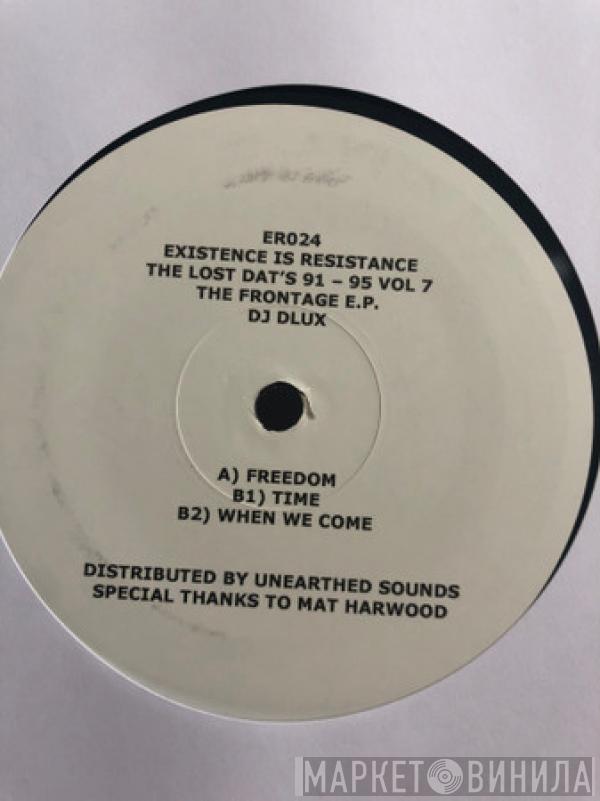 ER024
EXISTENCE IS RESISTANCE
THE LOST DAT'S 91 – 95 VOL 7
THE FRONTAGE E.P.
DJ DLUX
A) FREEDOM
B1) TIME
B2) WHEN WE COME
DISTRIBUTED BY UNEARTHED SOUNDS
SPECIAL THANKS TO MAT HARWOOD
МАРКЕТ ВИНИЛА